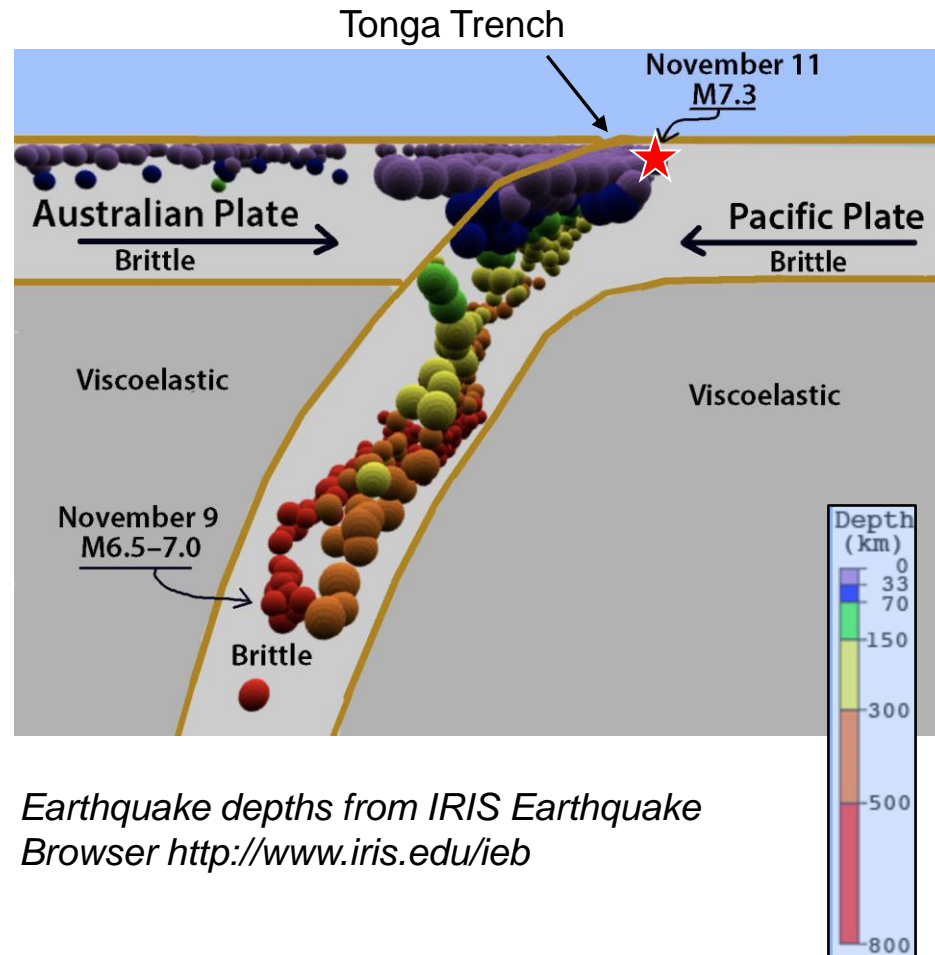 Tonga Trench
November 11
M7.3
Australian Plate
Brittle
Pacific Plate
Brittle
Viscoelastic
Viscoelastic
November 9
M6.5–7.0
Brittle
Depth
(km)
0
33
70
150
300
500
800
Earthquake depths from IRIS Earthquake
Browser http://www.iris.edu/ieb